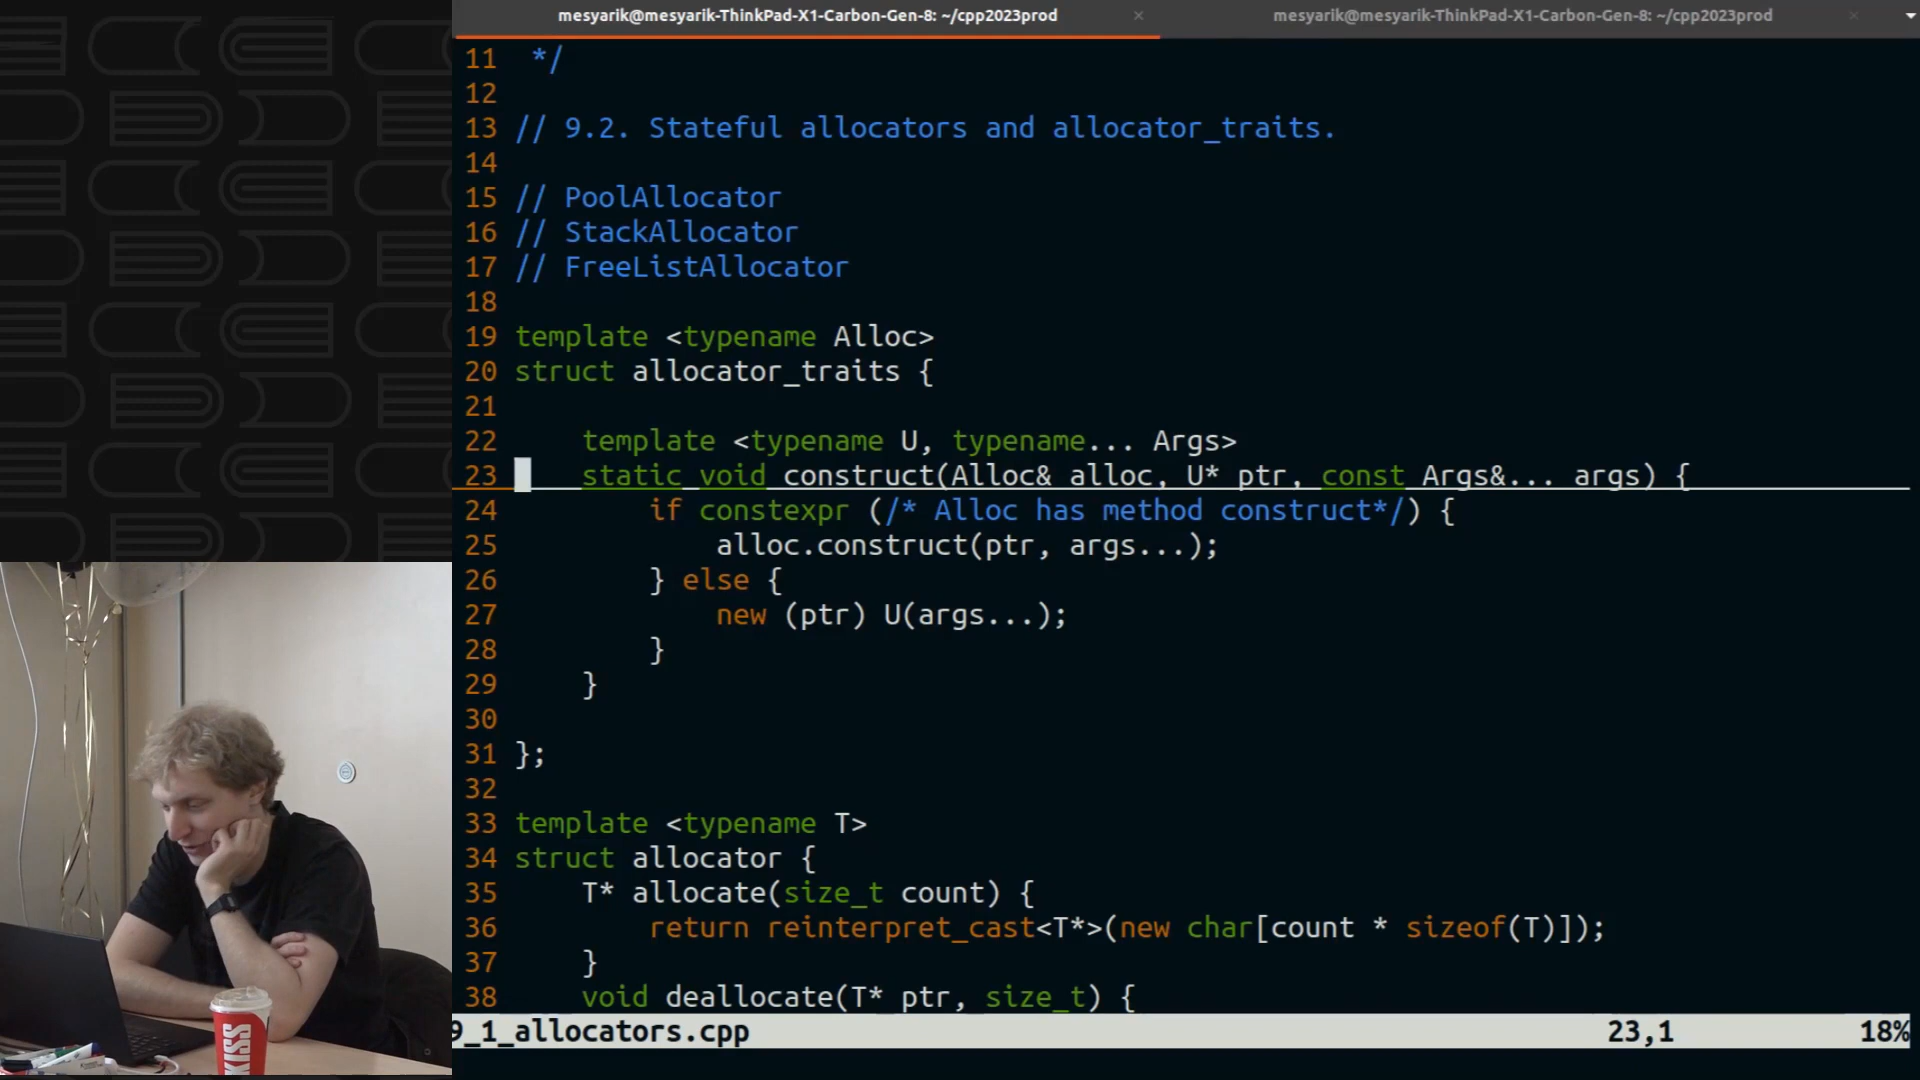 mesyarik@mesyarik-ThinkPad-X1-Carbon-Gen-8: ~/cpp2023prod × mesyarik@mesyarik-ThinkPad-X1-Carbon-Gen-8: ~/cpp2023prod ×
11 */
12
13 // 9.2. Stateful allocators and allocator_traits.
14
15 // PoolAllocator
16 // StackAllocator
17 // FreeListAllocator
18
19 template <typename Alloc>
20 struct allocator_traits {
21
22     template <typename U, typename... Args>
23     static void construct(Alloc& alloc, U* ptr, const Args&... args) {
24         if constexpr (/* Alloc has method construct*/) {
25             alloc.construct(ptr, args...);
26         } else {
27             new (ptr) U(args...);
28         }
29     }
30
31 };
32
33 template <typename T>
34 struct allocator {
35     T* allocate(size_t count) {
36         return reinterpret_cast<T*>(new char[count * sizeof(T)]);
37     }
38     void deallocate(T* ptr, size_t) {
9_1_allocators.cpp 23,1 18%
KISS